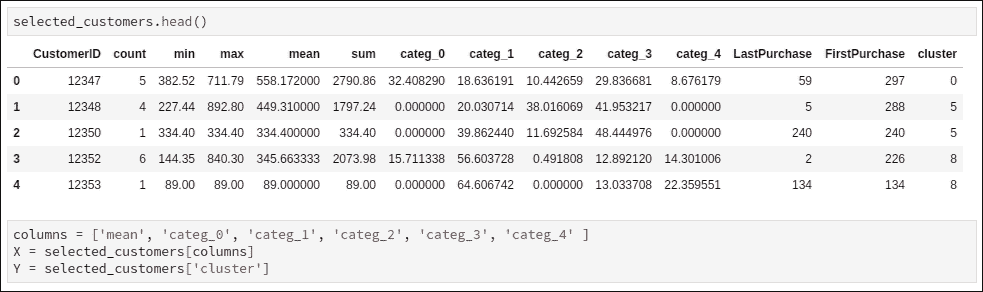 selected_customers.head()
CustomerID count min max mean sum categ_0 categ_1 categ_2 categ_3 categ_4 LastPurchase FirstPurchase cluster
0 12347 5 382.52 711.79 558.172000 2790.86 32.408290 18.636191 10.442659 29.836681 8.676179 59 297 0
1 12348 4 227.44 892.80 449.310000 1797.24 0.000000 20.030714 38.016069 41.953217 0.000000 5 288 5
2 12350 1 334.40 334.40 334.400000 334.40 0.000000 39.862440 11.692584 48.444976 0.000000 240 240 5
3 12352 6 144.35 840.30 345.663333 2073.98 15.711338 56.603728 0.491808 12.892120 14.301006 2 226 8
4 12353 1 89.00 89.00 89.000000 89.00 0.000000 64.606742 0.000000 13.033708 22.359551 134 134 8
columns = ['mean', 'categ_0', 'categ_1', 'categ_2', 'categ_3', 'categ_4' ]
X = selected_customers[columns]
Y = selected_customers['cluster']